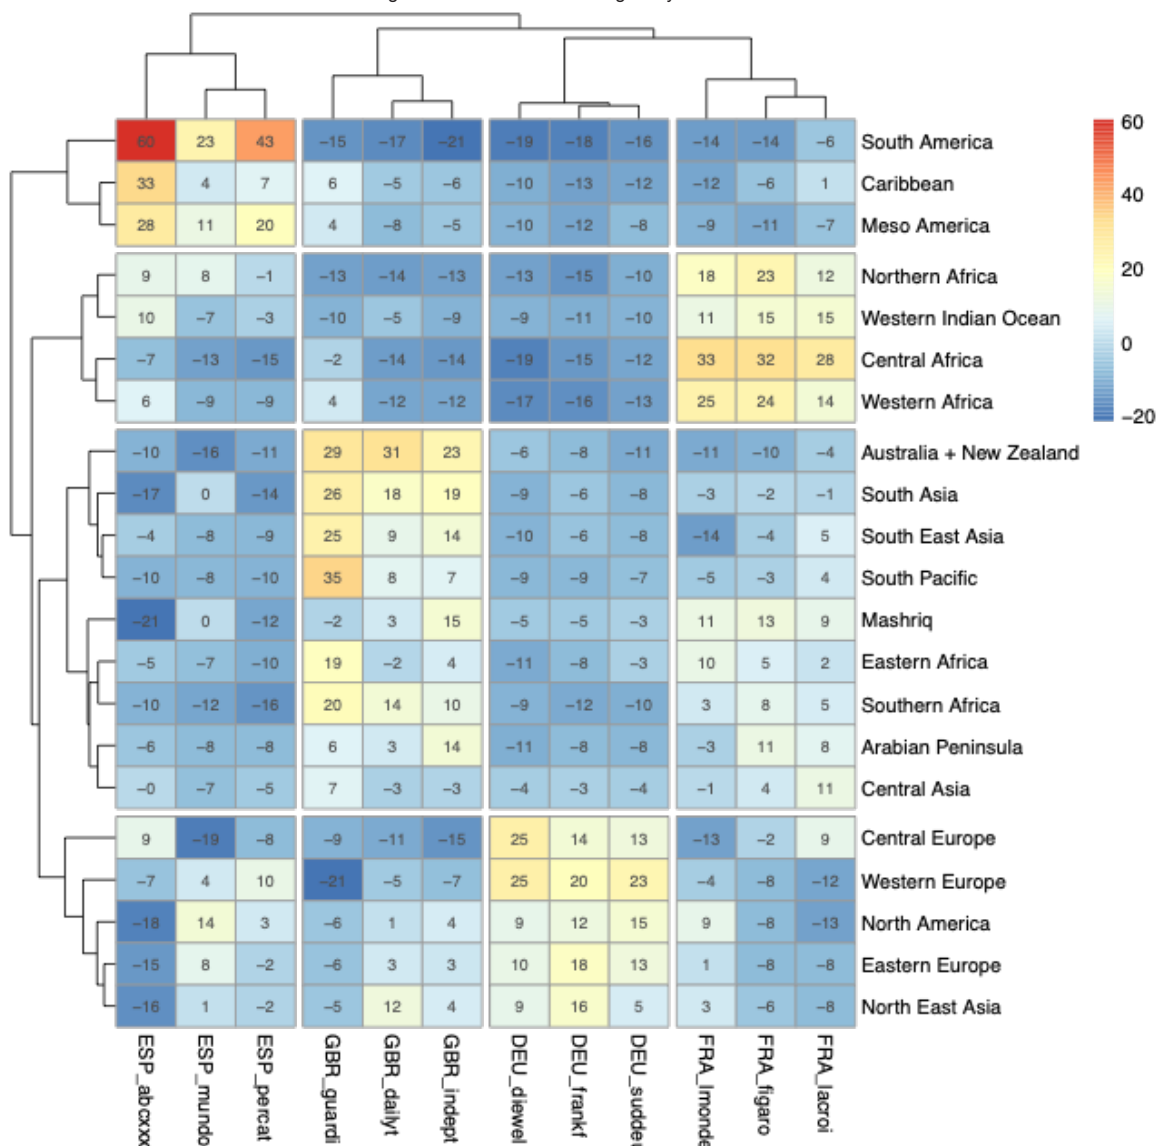 60 23 43 −15 −17 −21 −19 −18 −16 −14 −14 −6 South America
33 4 7 6 −5 −6 −10 −13 −12 −12 −6 1 Caribbean
28 11 20 4 −8 −5 −10 −12 −8 −9 −11 −7 Meso America
9 8 −1 −13 −14 −13 −13 −15 −10 18 23 12 Northern Africa
10 −7 −3 −10 −5 −9 −9 −11 −10 11 15 15 Western Indian Ocean
−7 −13 −15 −2 −14 −14 −19 −15 −12 33 32 28 Central Africa
6 −9 −9 4 −12 −12 −17 −16 −13 25 24 14 Western Africa
−10 −16 −11 29 31 23 −6 −8 −11 −11 −10 −4 Australia + New Zealand
−17 0 −14 26 18 19 −9 −6 −8 −3 −2 −1 South Asia
−4 −8 −9 25 9 14 −10 −6 −8 −14 −4 5 South East Asia
−10 −8 −10 35 8 7 −9 −9 −7 −5 −3 4 South Pacific
−21 0 −12 −2 3 15 −5 −5 −3 11 13 9 Mashriq
−5 −7 −10 19 −2 4 −11 −8 −3 10 5 2 Eastern Africa
−10 −12 −16 20 14 10 −9 −12 −10 3 8 5 Southern Africa
−6 −8 −8 6 3 14 −11 −8 −8 −3 11 8 Arabian Peninsula
−0 −7 −5 7 −3 −3 −4 −3 −4 −1 4 11 Central Asia
9 −19 −8 −9 −11 −15 25 14 13 −13 −2 9 Central Europe
−7 4 10 −21 −5 −7 25 20 23 −4 −8 −12 Western Europe
−18 14 3 −6 1 4 9 12 15 9 −8 −13 North America
−15 8 −2 −6 3 3 10 18 13 1 −8 −8 Eastern Europe
−16 1 −2 −5 12 4 9 16 5 3 −6 −8 North East Asia
ESP_abcxxx
ESP_mundo
ESP_percat
GBR_guardi
GBR_dailyt
GBR_indept
DEU_diewel
DEU_frankf
DEU_suddeu
FRA_lmonde
FRA_figaro
FRA_lacroi
60
40
20
0
−20